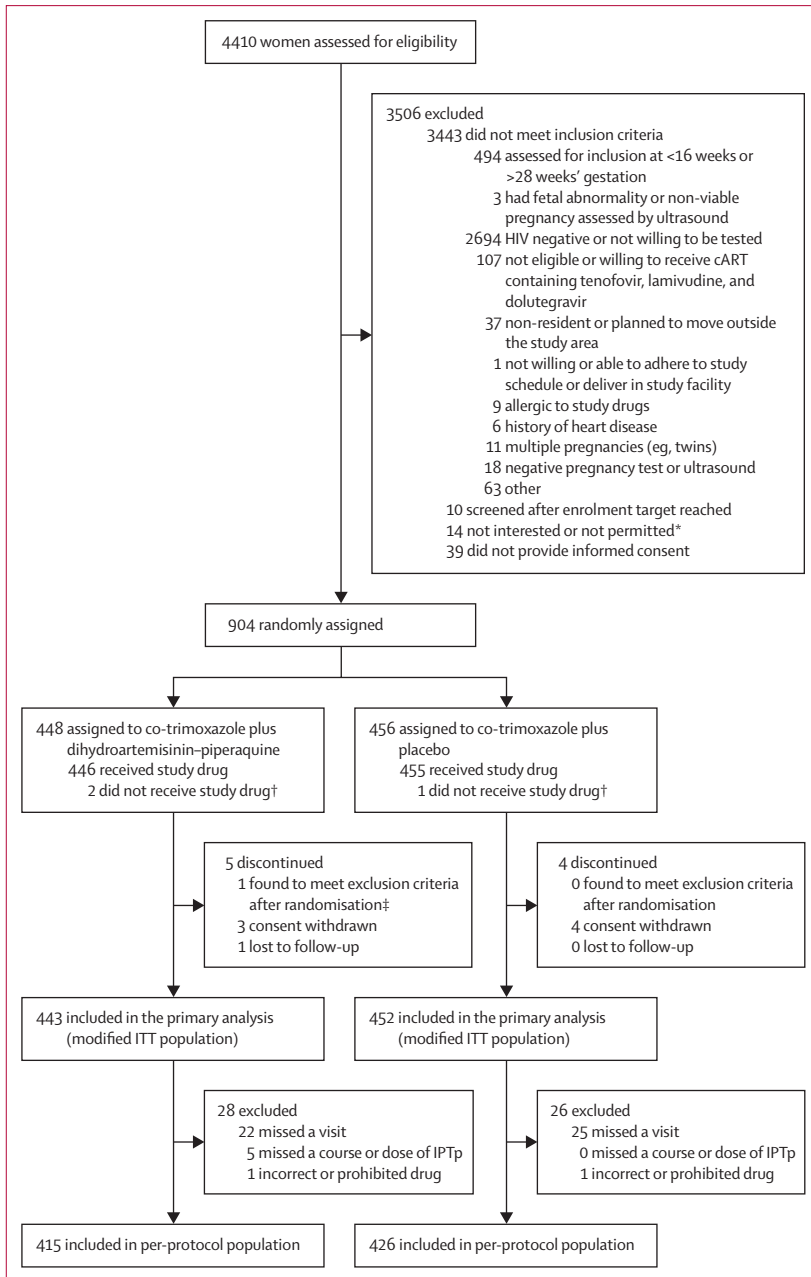 4410 women assessed for eligibility
3506 excluded
3443 did not meet inclusion criteria
494 assessed for inclusion at <16 weeks or
>28 weeks' gestation
3 had fetal abnormality or non-viable
pregnancy assessed by ultrasound
2694 HIV negative or not willing to be tested
107 not eligible or willing to receive cART
containing tenofovir, lamivudine, and
dolutegravir
37 non-resident or planned to move outside
the study area
1 not willing or able to adhere to study
schedule or deliver in study facility
9 allergic to study drugs
6 history of heart disease
11 multiple pregnancies (eg, twins)
18 negative pregnancy test or ultrasound
63 other
10 screened after enrolment target reached
14 not interested or not permitted*
39 did not provide informed consent
904 randomly assigned
448 assigned to co-trimoxazole plus
dihydroartemisinin–piperaquine
446 received study drug
2 did not receive study drug†
456 assigned to co-trimoxazole plus
placebo
455 received study drug
1 did not receive study drug†
5 discontinued
1 found to meet exclusion criteria
after randomisation‡
3 consent withdrawn
1 lost to follow-up
4 discontinued
0 found to meet exclusion criteria
after randomisation
4 consent withdrawn
0 lost to follow-up
443 included in the primary analysis
(modified ITT population)
452 included in the primary analysis
(modified ITT population)
28 excluded
22 missed a visit
5 missed a course or dose of IPTp
1 incorrect or prohibited drug
26 excluded
25 missed a visit
0 missed a course or dose of IPTp
1 incorrect or prohibited drug
415 included in per-protocol population
426 included in per-protocol population